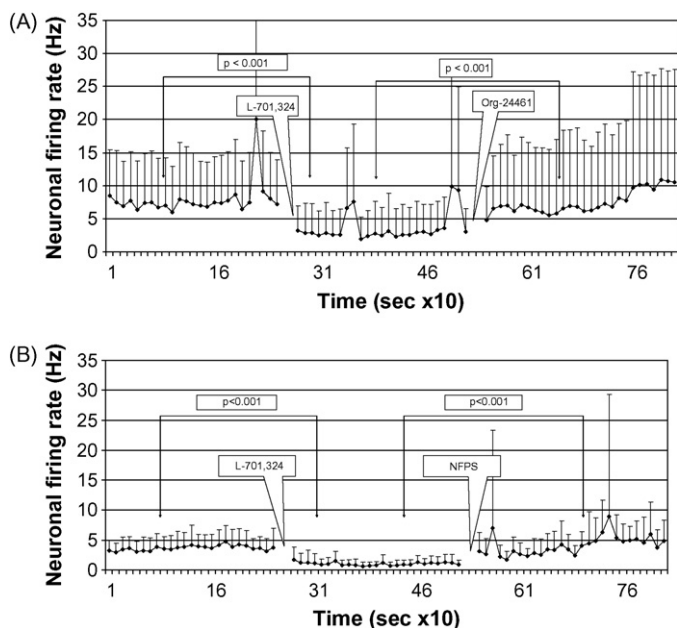 (A)
Neuronal firing rate (Hz)
35
30
25
20
15
10
5
0
p < 0.001
p < 0.001
L-701,324
Org-24461
1 16 31 46 61 76
Time (sec x10)
(B)
Neuronal firing rate (Hz)
35
30
25
20
15
10
5
0
p<0.001
p<0.001
L-701,324
NFPS
1 16 31 46 61 76
Time (sec x10)